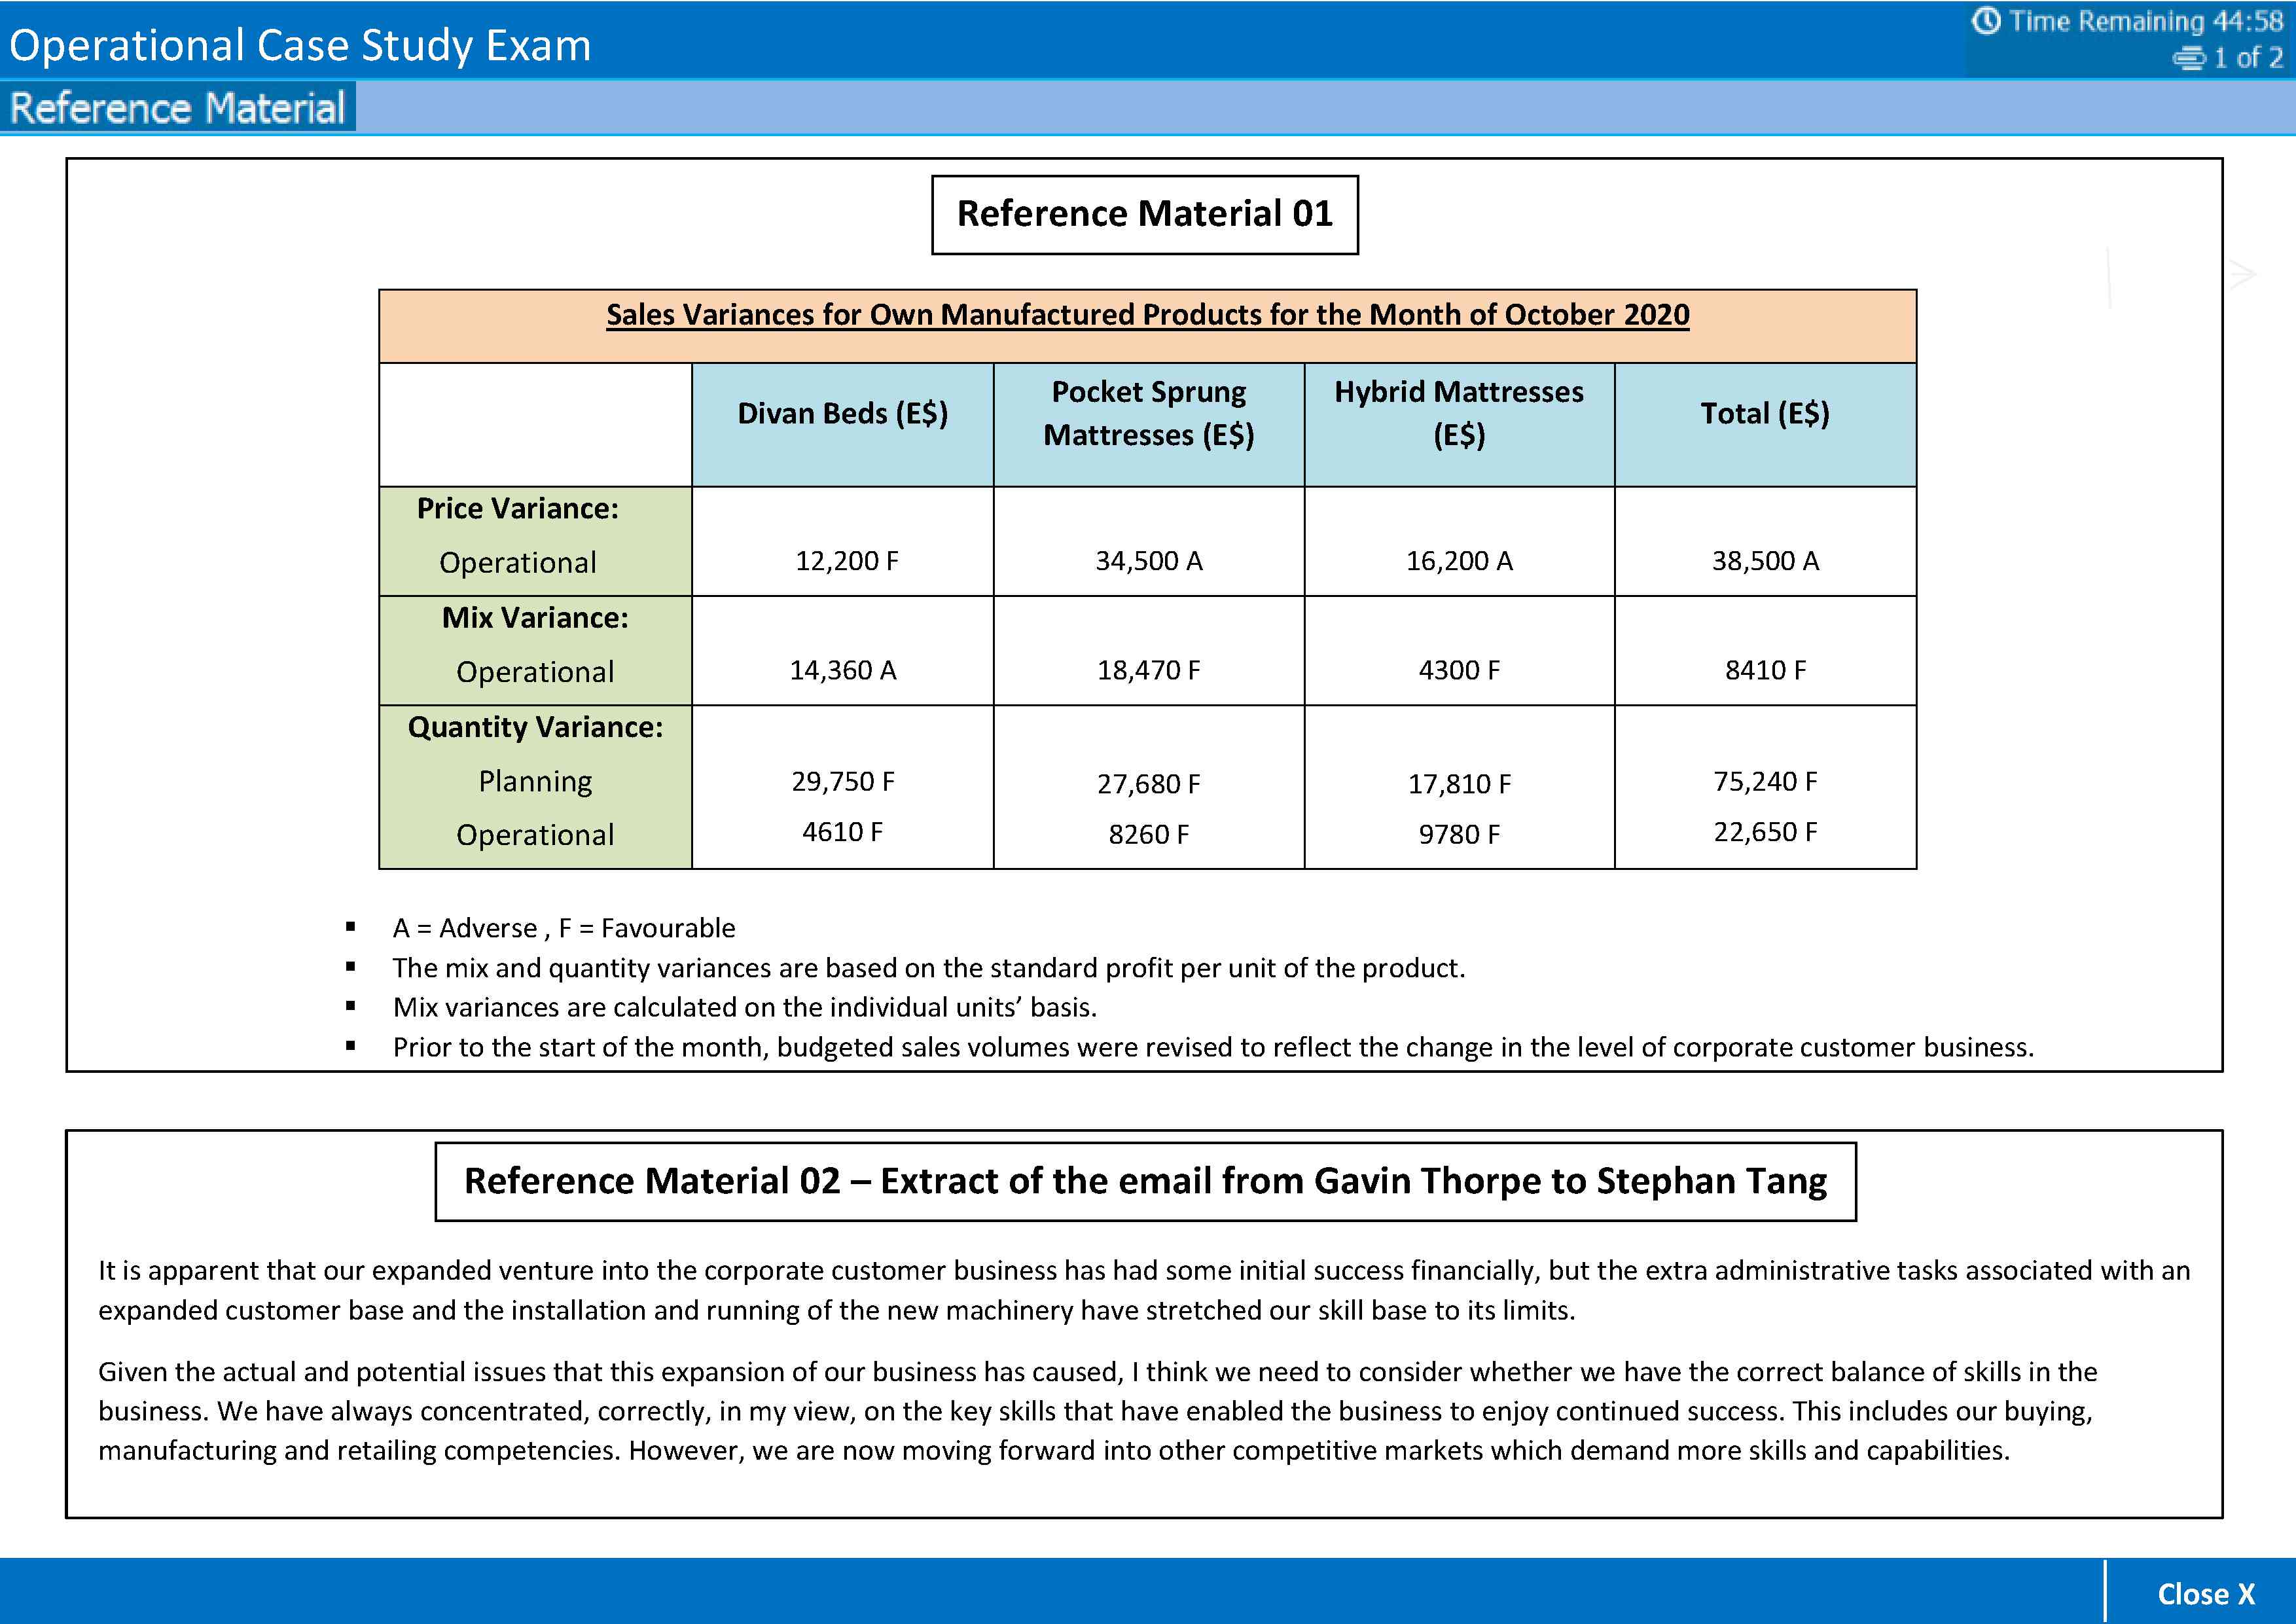 Operational Case Study Exam
Time Remaining 44:58
1 of 2
Reference Material
Reference Material 01
Sales Variances for Own Manufactured Products for the Month of October 2020
Divan Beds (E$)
Pocket Sprung
Mattresses (E$)
Hybrid Mattresses
(E$)
Total (E$)
Price Variance:
Operational 12,200 F 34,500 A 16,200 A 38,500 A
Mix Variance:
Operational 14,360 A 18,470 F 4300 F 8410 F
Quantity Variance:
Planning 29,750 F 27,680 F 17,810 F 75,240 F
Operational 4610 F 8260 F 9780 F 22,650 F
▪ A = Adverse , F = Favourable
▪ The mix and quantity variances are based on the standard profit per unit of the product.
▪ Mix variances are calculated on the individual units’ basis.
▪ Prior to the start of the month, budgeted sales volumes were revised to reflect the change in the level of corporate customer business.
Reference Material 02 – Extract of the email from Gavin Thorpe to Stephan Tang
It is apparent that our expanded venture into the corporate customer business has had some initial success financially, but the extra administrative tasks associated with an
expanded customer base and the installation and running of the new machinery have stretched our skill base to its limits.
Given the actual and potential issues that this expansion of our business has caused, I think we need to consider whether we have the correct balance of skills in the
business. We have always concentrated, correctly, in my view, on the key skills that have enabled the business to enjoy continued success. This includes our buying,
manufacturing and retailing competencies. However, we are now moving forward into other competitive markets which demand more skills and capabilities.
Close X